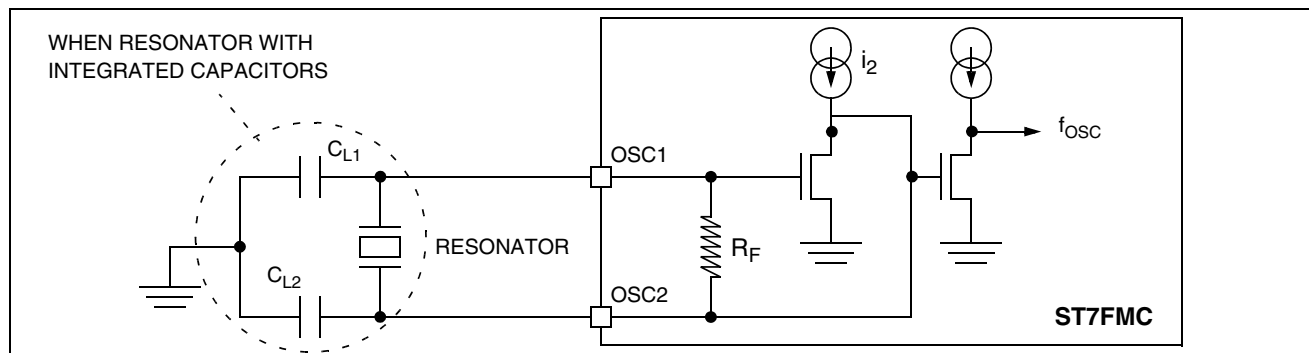 WHEN RESONATOR WITH
INTEGRATED CAPACITORS
i2
fOSC
CL1
OSC1
RESONATOR
RF
CL2
OSC2
ST7FMC